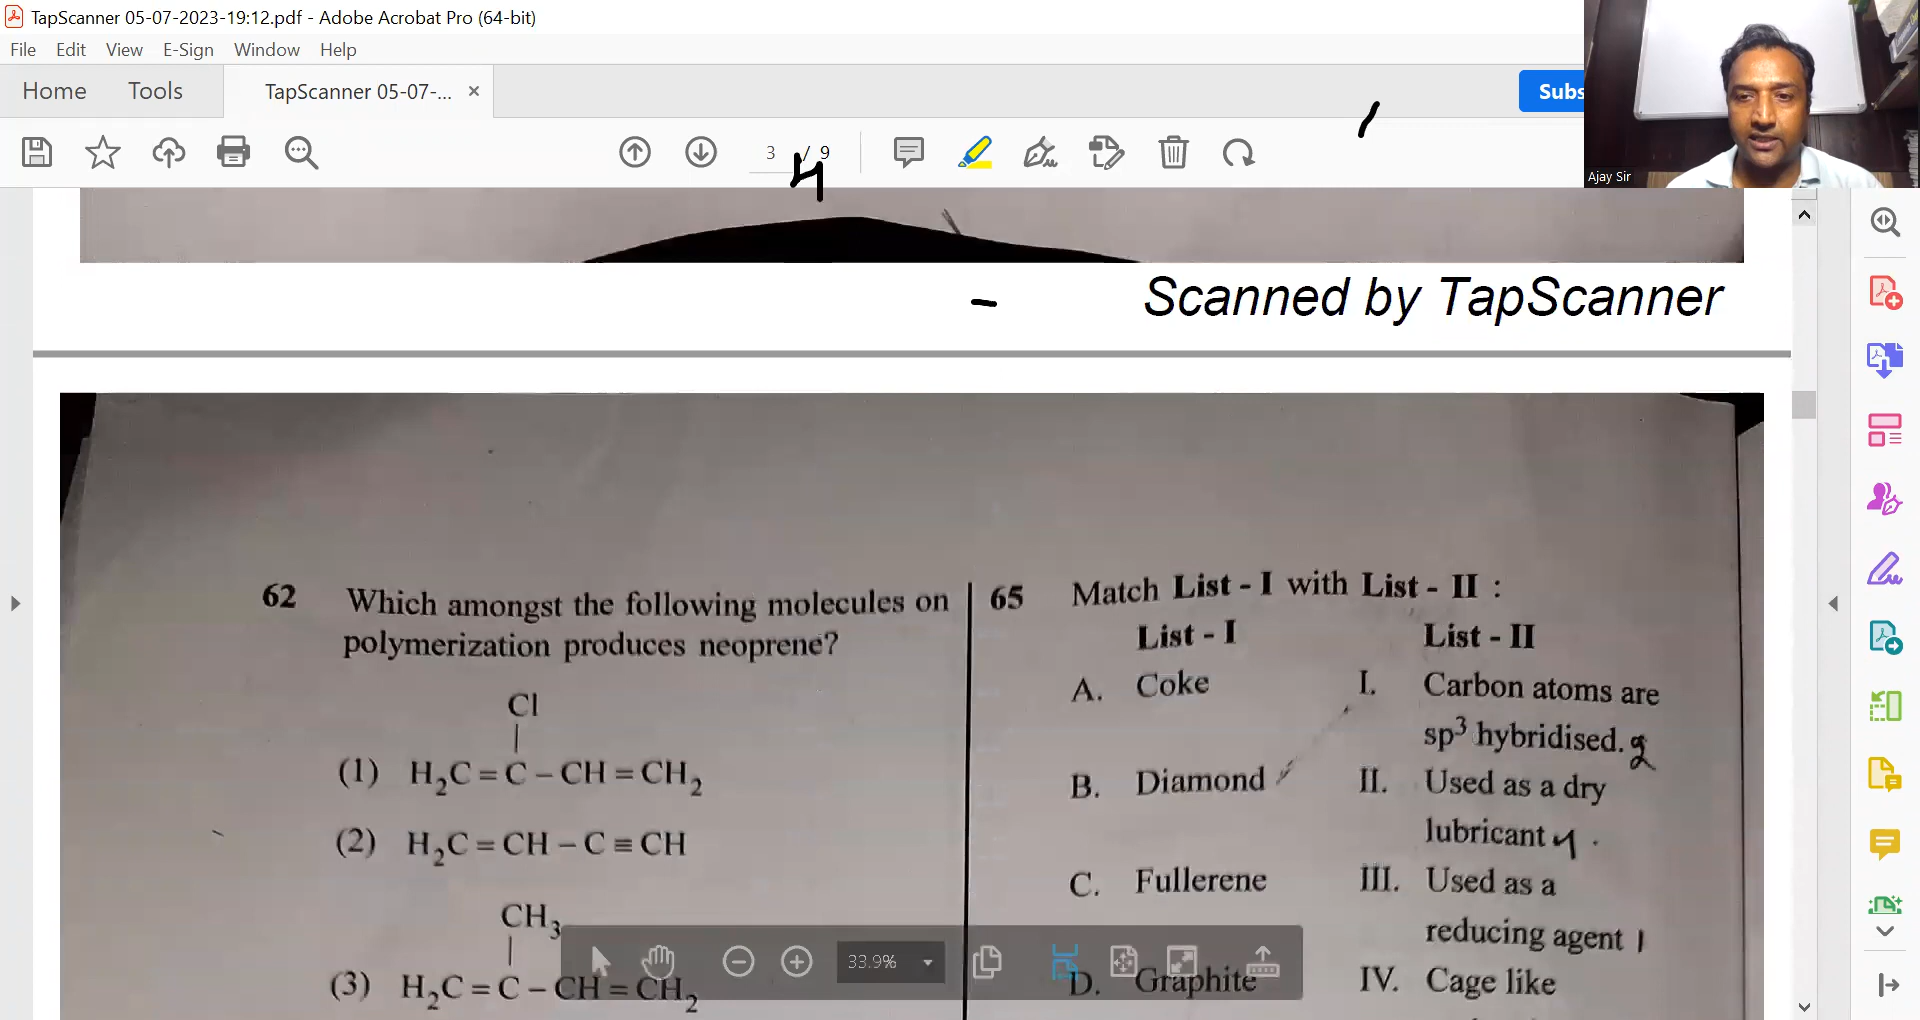 TapScanner 05-07-2023-19:12.pdf - Adobe Acrobat Pro (64-bit)
File Edit View E-Sign Window Help
Home Tools TapScanner 05-07-... ×
Subs
3 / 9
4
Ajay Sir
Scanned by TapScanner
62 Which amongst the following molecules on
polymerization produces neoprene?
Cl
|
(1) H₂C = C – CH = CH₂
(2) H₂C = CH – C ≡ CH
CH₃
|
(3) H₂C = C – CH = CH₂
65 Match List - I with List - II :
List - I List - II
A. Coke I. Carbon atoms are
sp³ hybridised. 2
B. Diamond II. Used as a dry
lubricant 4
C. Fullerene III. Used as a
reducing agent 1
D. Graphite IV. Cage like
33.9%